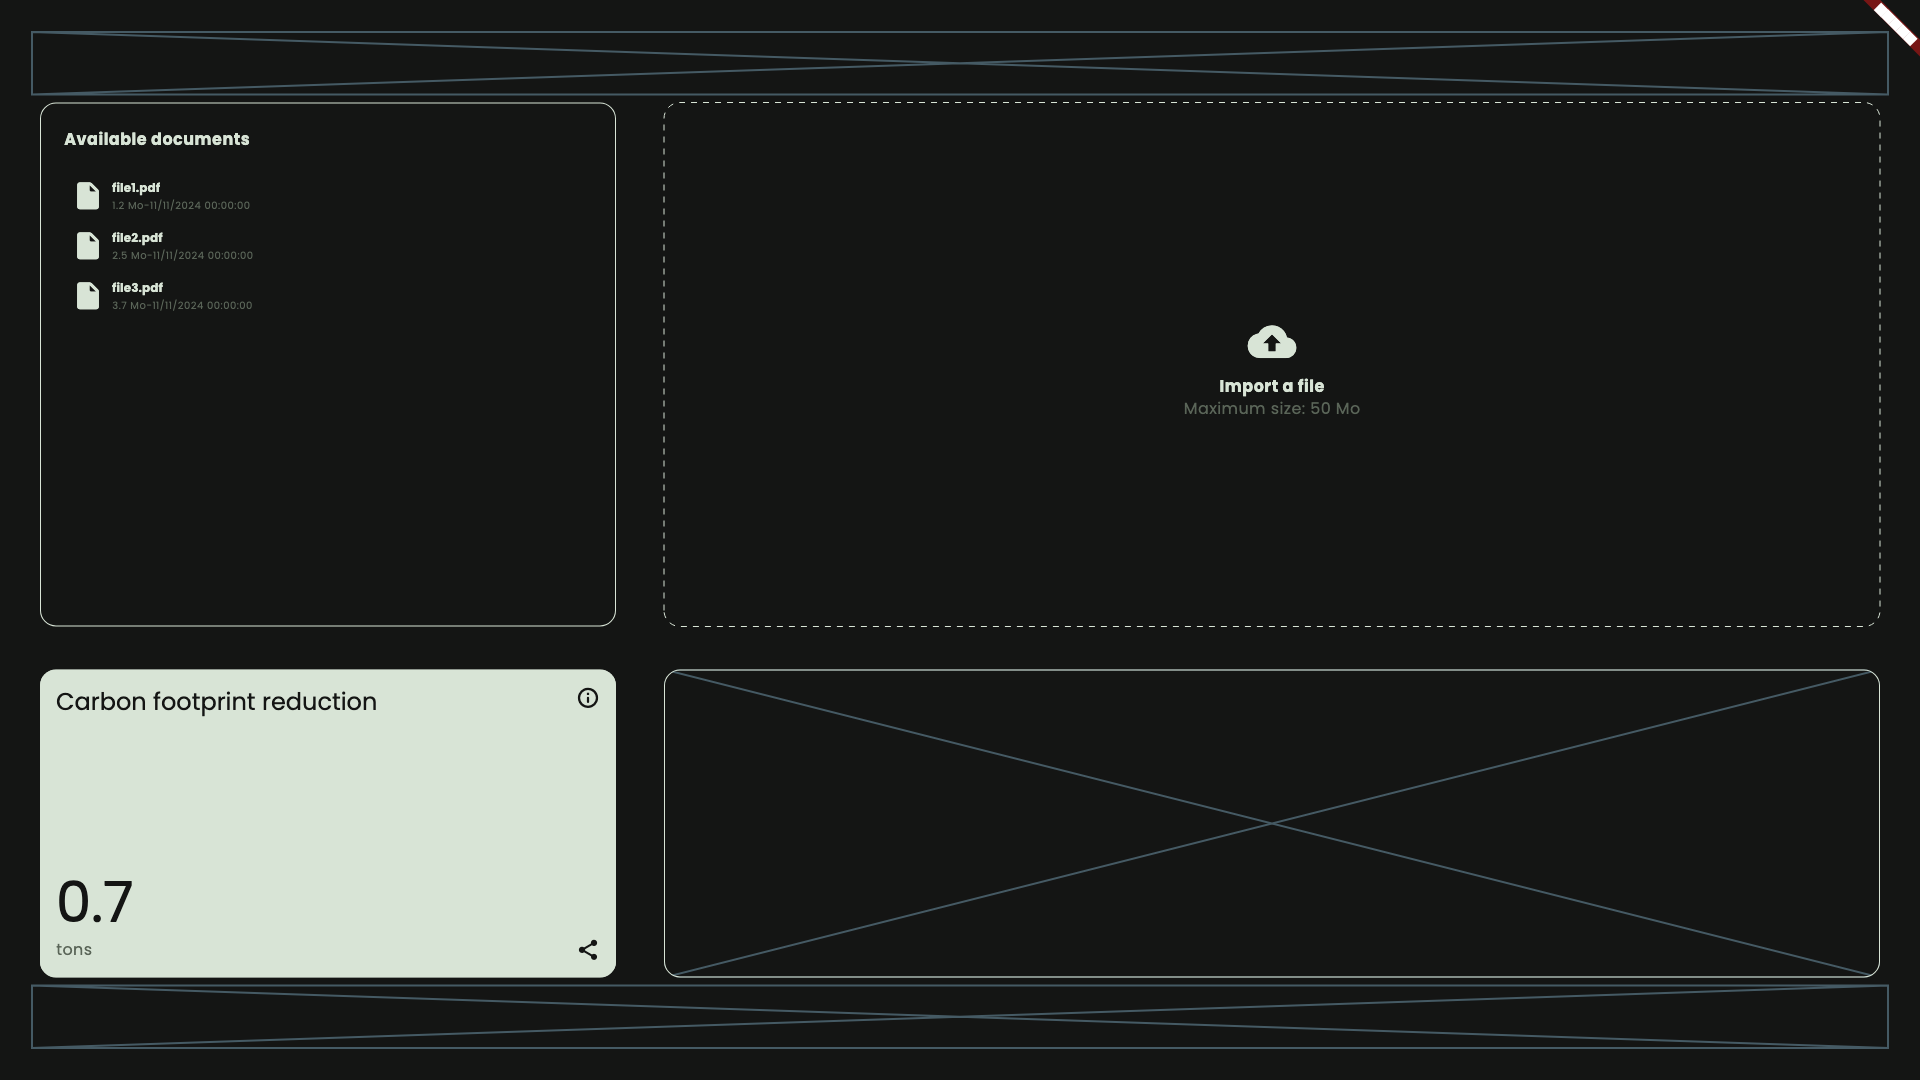 Available documents
file1.pdf
1.2 Mo-11/11/2024 00:00:00
file2.pdf
2.5 Mo-11/11/2024 00:00:00
file3.pdf
3.7 Mo-11/11/2024 00:00:00
Import a file
Maximum size: 50 Mo
Carbon footprint reduction
0.7
tons